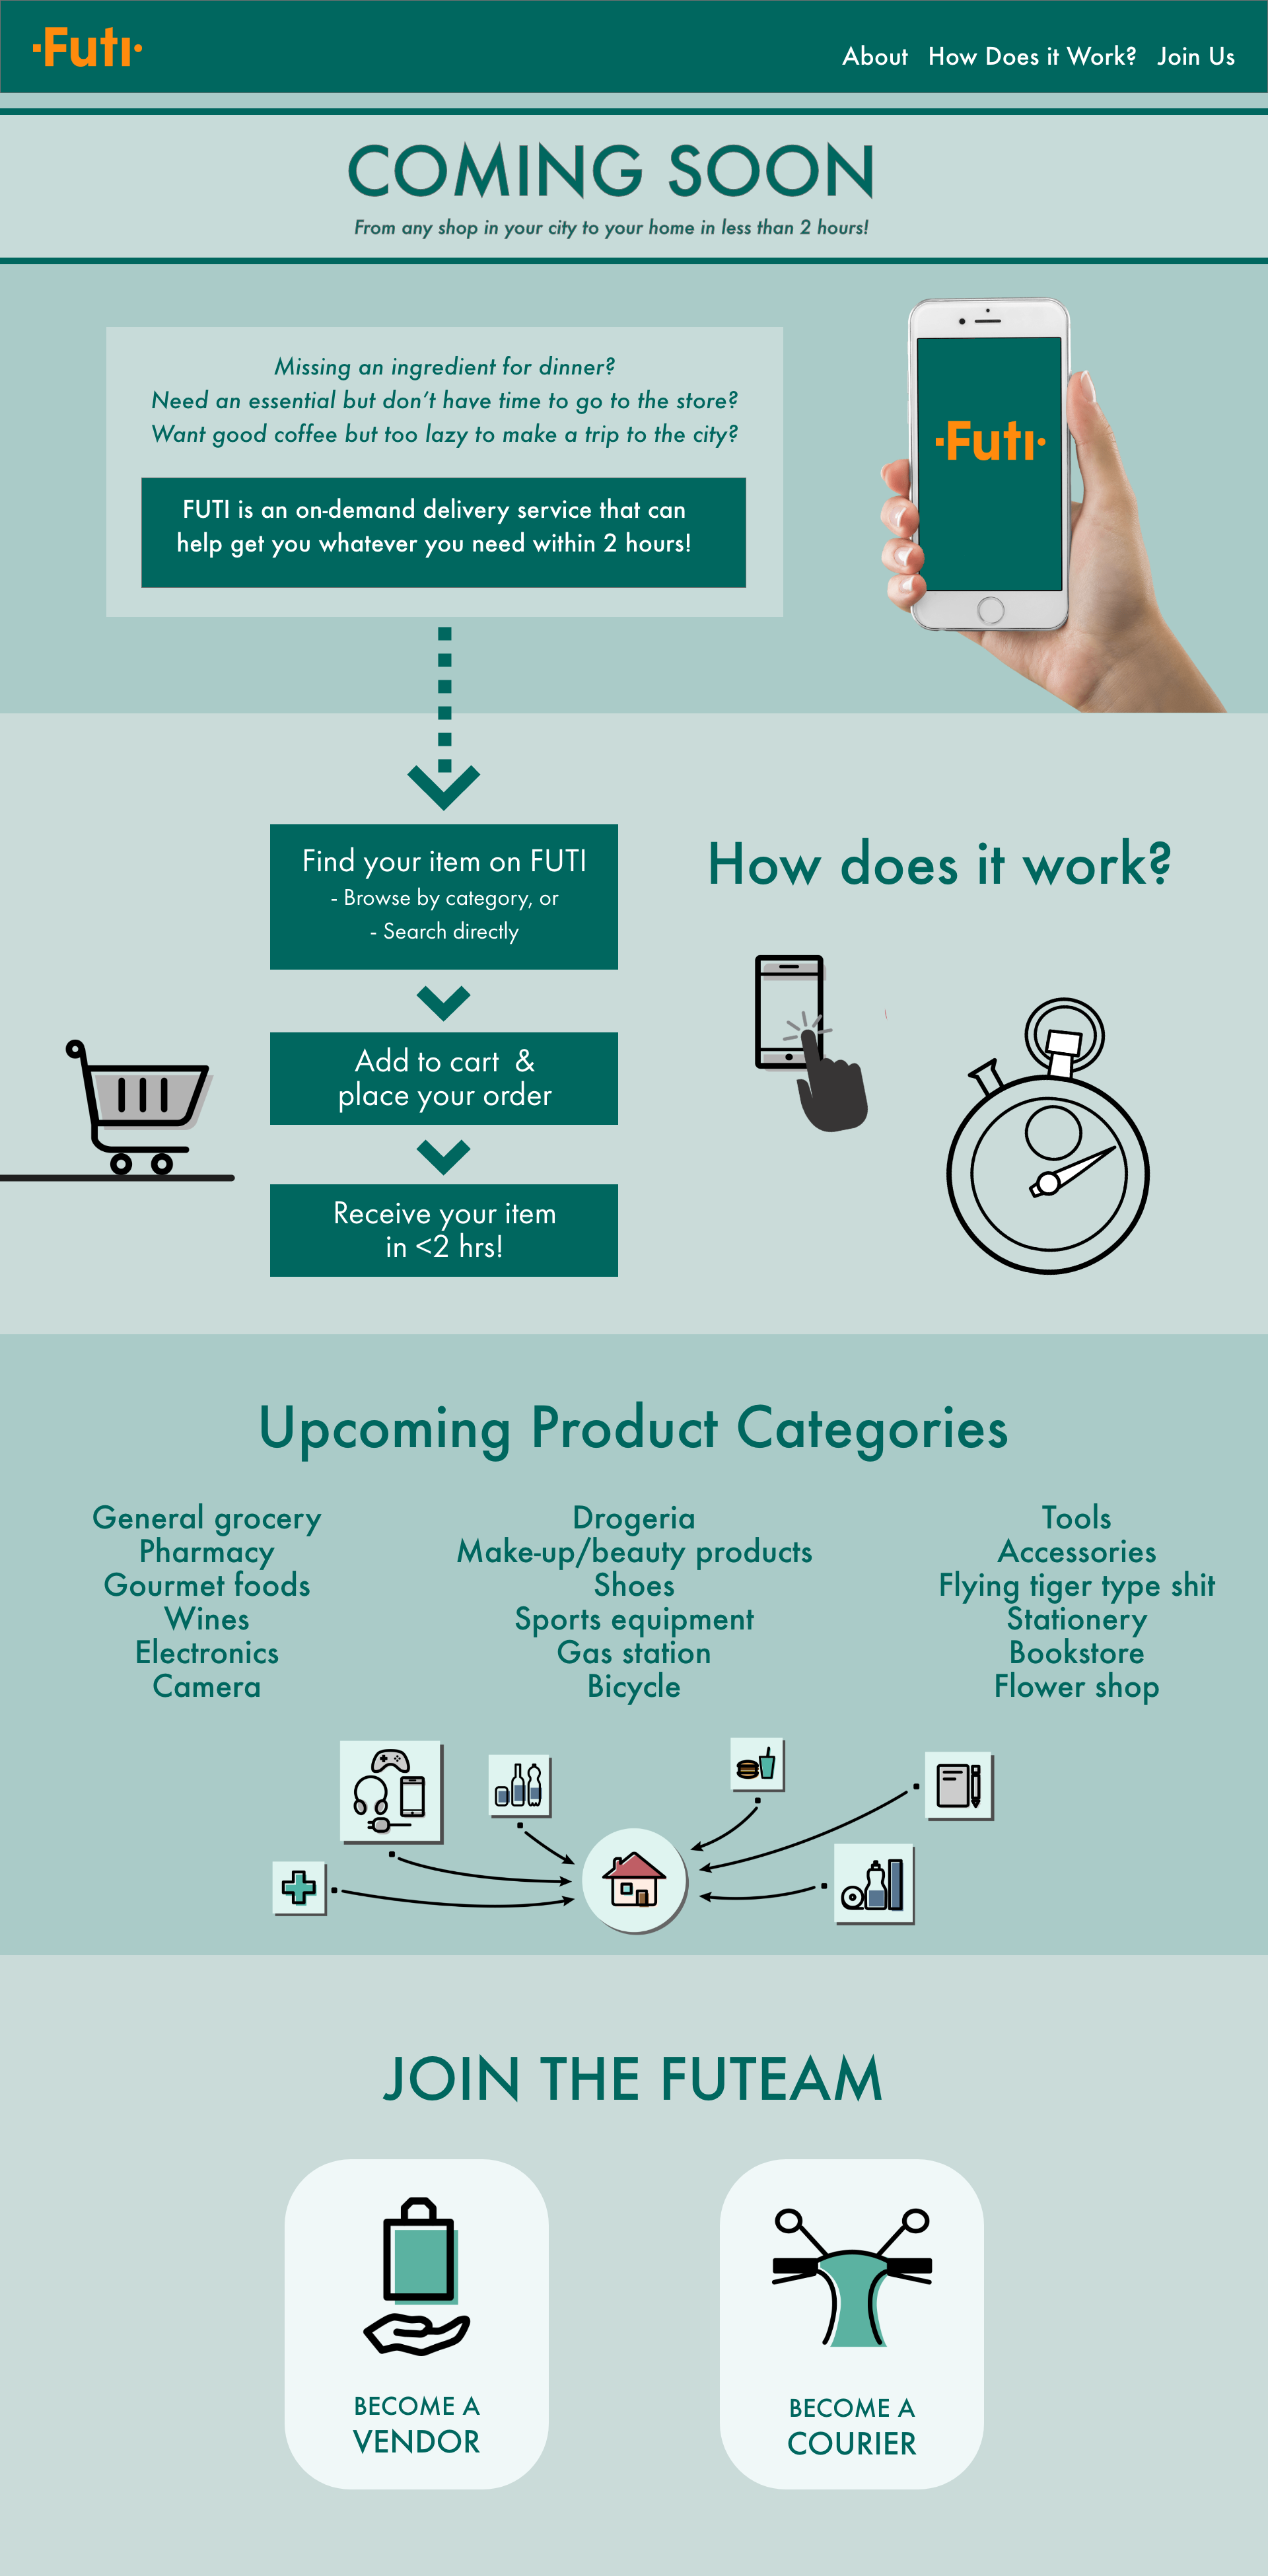 ·Futı·
About How Does it Work? Join Us
COMING SOON
From any shop in your city to your home in less than 2 hours!
Missing an ingredient for dinner?
Need an essential but don't have time to go to the store?
Want good coffee but too lazy to make a trip to the city?
FUTI is an on-demand delivery service that can
help get you whatever you need within 2 hours!
·Futı·
How does it work?
Find your item on FUTI
- Browse by category, or
- Search directly
Add to cart &
place your order
Receive your item
in <2 hrs!
Upcoming Product Categories
General grocery
Pharmacy
Gourmet foods
Wines
Electronics
Camera
Drogeria
Make-up/beauty products
Shoes
Sports equipment
Gas station
Bicycle
Tools
Accessories
Flying tiger type shit
Stationery
Bookstore
Flower shop
JOIN THE FUTEAM
BECOME A
VENDOR
BECOME A
COURIER